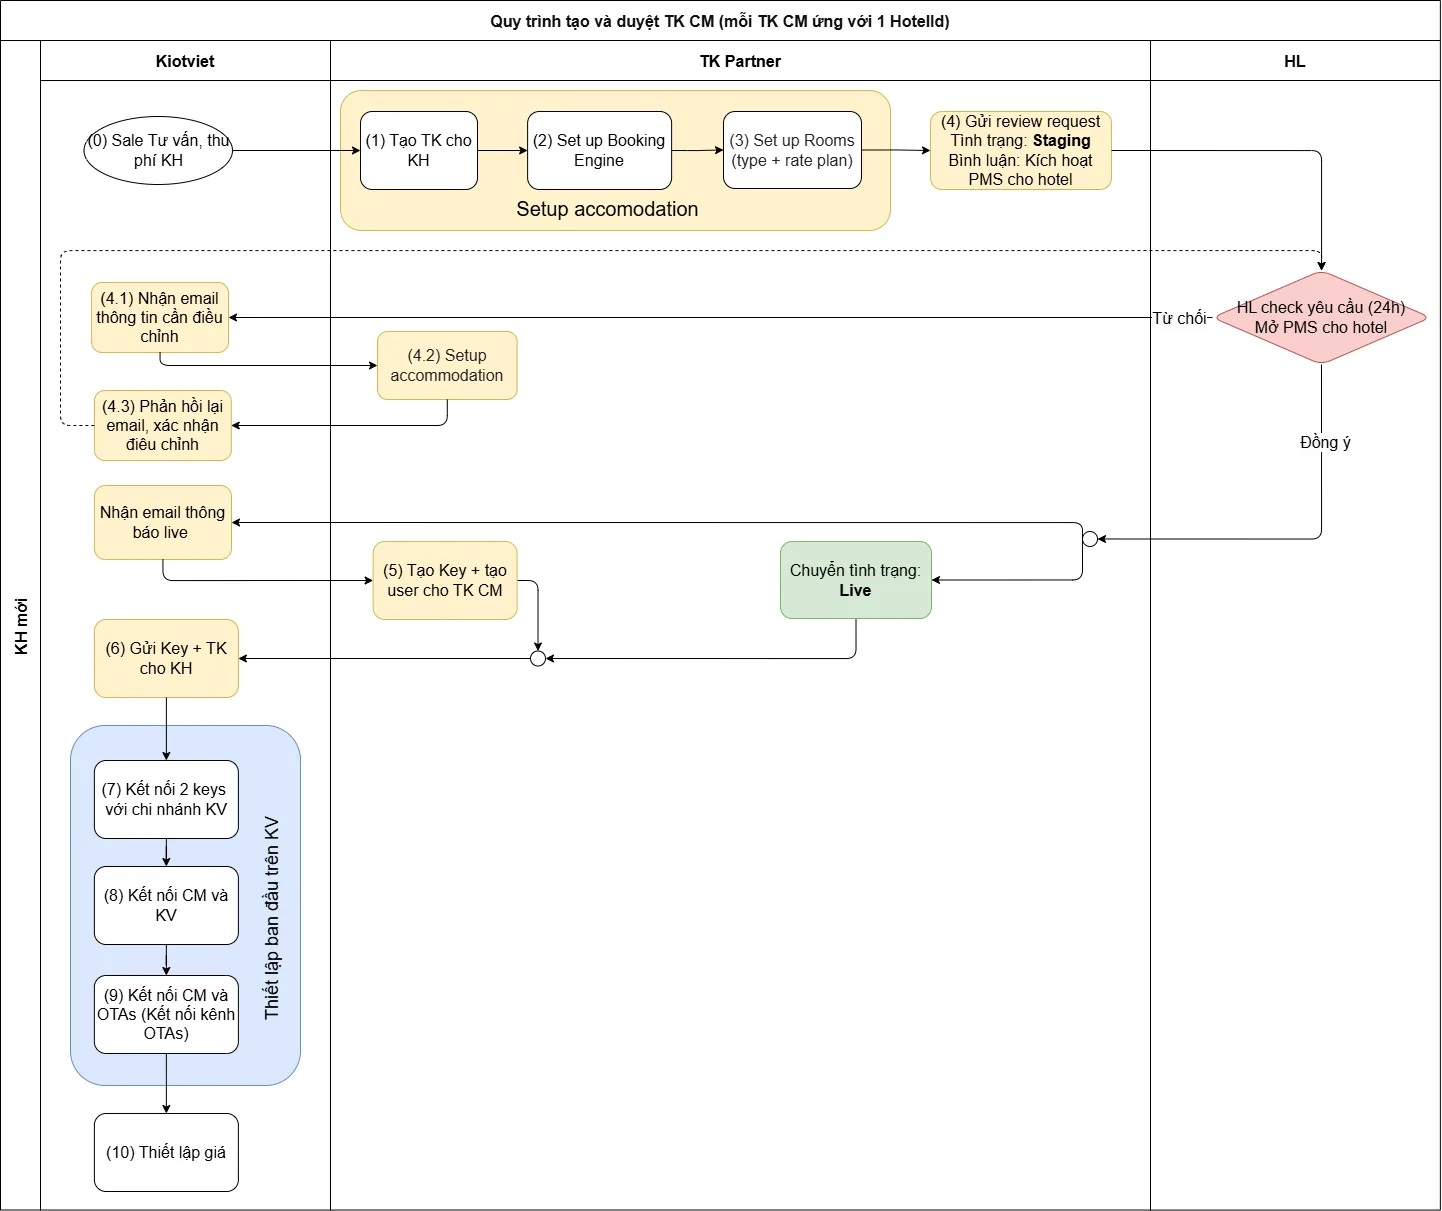 Quy trình tạo và duyệt TK CM (mỗi TK CM ứng với 1 HotelId)
Kiotviet
TK Partner
HL
KH mới
(0) Sale Tư vấn, thu
phí KH
(1) Tạo TK cho
KH
(2) Set up Booking
Engine
(3) Set up Rooms
(type + rate plan)
Setup accomodation
(4) Gửi review request
Tình trạng: Staging
Bình luận: Kích hoạt
PMS cho hotel
HL check yêu cầu (24h)
Mở PMS cho hotel
Từ chối
(4.1) Nhận email
thông tin cần điều
chỉnh
(4.2) Setup
accommodation
(4.3) Phản hồi lại
email, xác nhận
điêu chỉnh
Đồng ý
Nhận email thông
báo live
(5) Tạo Key + tạo
user cho TK CM
Chuyển tình trạng:
Live
(6) Gửi Key + TK
cho KH
(7) Kết nối 2 keys
với chi nhánh KV
(8) Kết nối CM và
KV
(9) Kết nối CM và
OTAs (Kết nối kênh
OTAs)
Thiết lập ban đầu trên KV
(10) Thiết lập giá